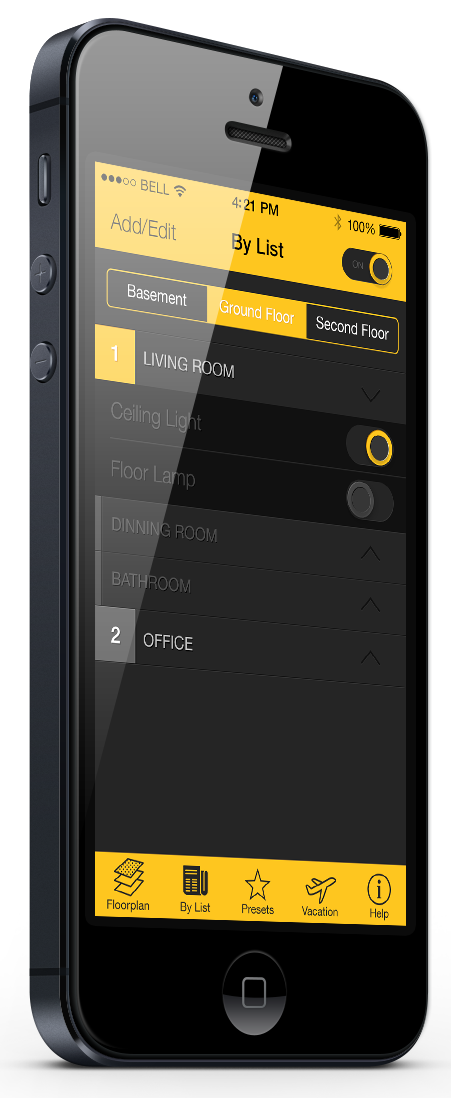 BELL 4:21 PM 100%
Add/Edit By List ON
Basement Ground Floor Second Floor
1 LIVING ROOM
Ceiling Light
Floor Lamp
DINNING ROOM
BATHROOM
2 OFFICE
Floorplan By List Presets Vacation Help